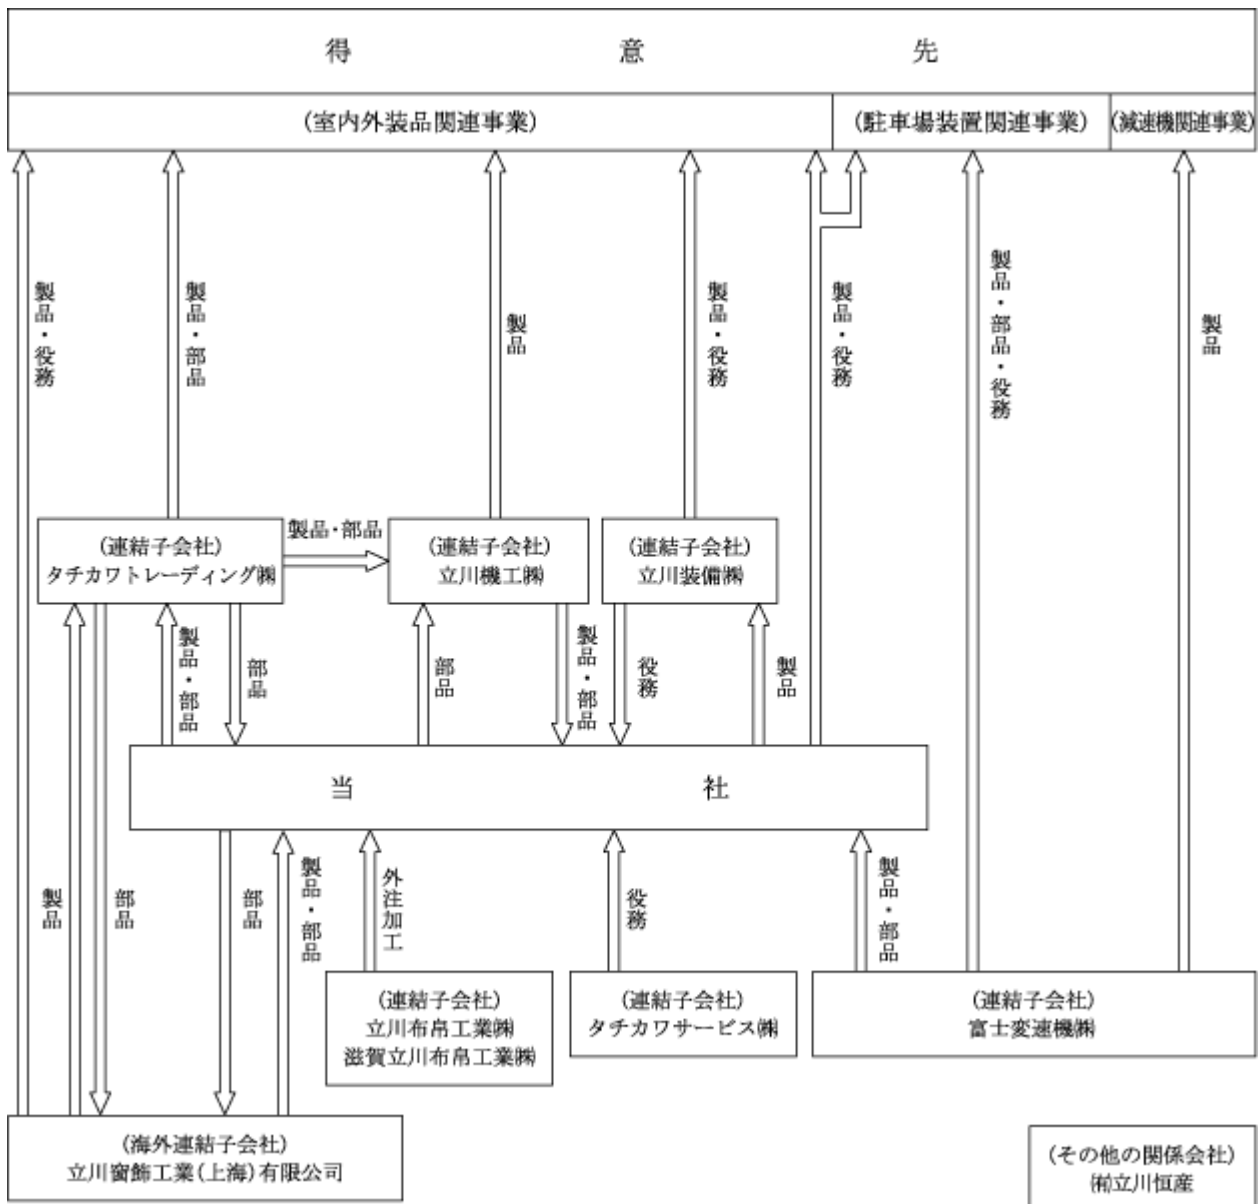 得意先
(室内外装品関連事業)
(駐車場装置関連事業)
(減速機関連事業)
製品・役務
製品・部品
製品
製品・役務
製品・役務
製品・部品・役務
製品
(連結子会社)
タチカワトレーディング㈱
製品・部品
(連結子会社)
立川機工㈱
(連結子会社)
立川装備㈱
製品・部品
部品
部品
製品・部品
役務
製品
当社
製品
部品
部品
製品・部品
外注加工
役務
製品・部品
(連結子会社)
立川布帛工業㈱
滋賀立川布帛工業㈱
(連結子会社)
タチカワサービス㈱
(連結子会社)
富士変速機㈱
(海外連結子会社)
立川窗飾工業(上海)有限公司
(その他の関係会社)
㈲立川恒産